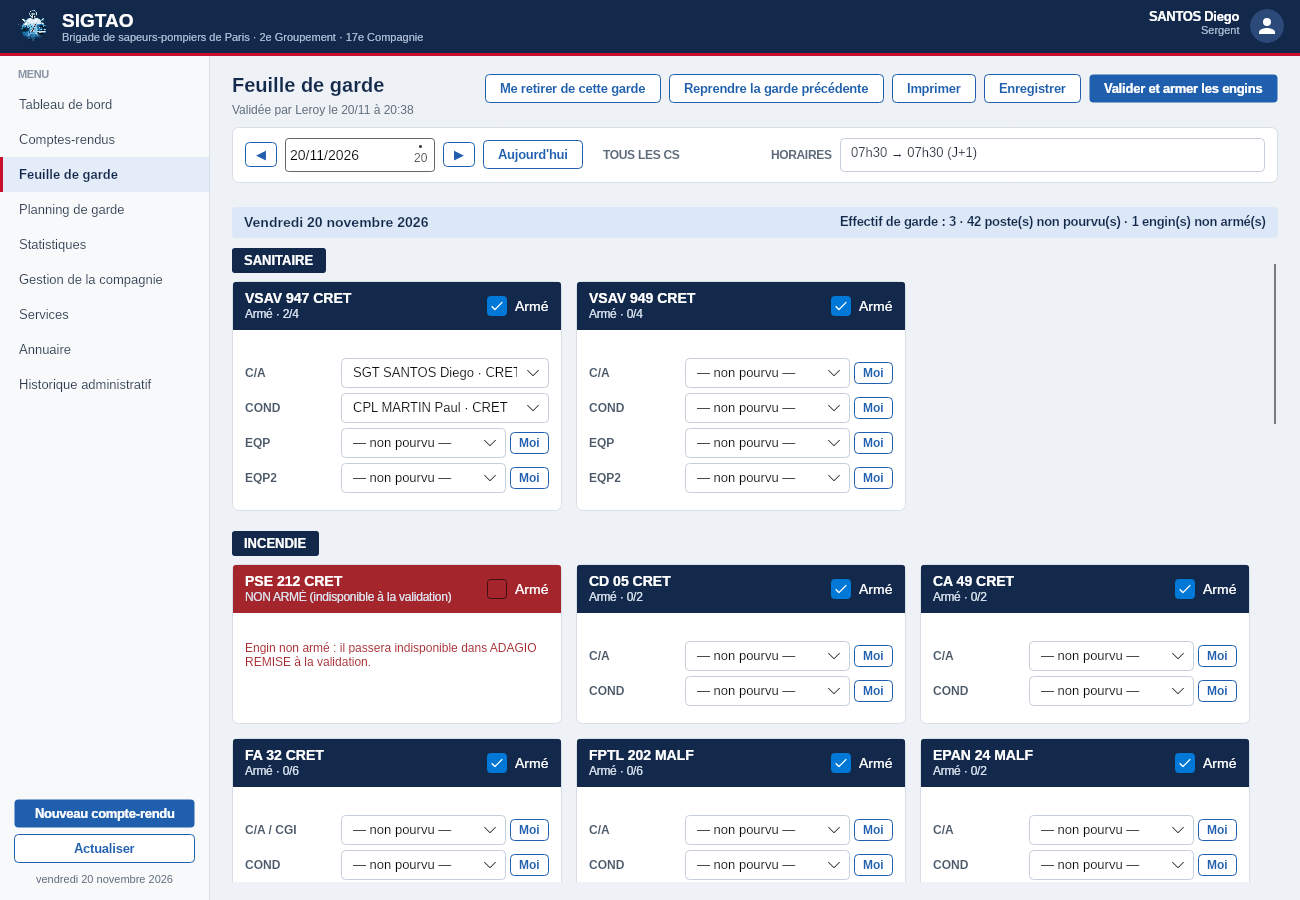 SIGTAO
Brigade de sapeurs-pompiers de Paris · 2e Groupement · 17e Compagnie
SANTOS Diego
Sergent
MENU
Tableau de bord
Comptes-rendus
Feuille de garde
Planning de garde
Statistiques
Gestion de la compagnie
Services
Annuaire
Historique administratif
Nouveau compte-rendu
Actualiser
vendredi 20 novembre 2026
Feuille de garde
Validée par Leroy le 20/11 à 20:38
Me retirer de cette garde
Reprendre la garde précédente
Imprimer
Enregistrer
Valider et armer les engins
◀ 20/11/2026 20 ▶ Aujourd'hui TOUS LES CS HORAIRES 07h30 → 07h30 (J+1)
Vendredi 20 novembre 2026
Effectif de garde : 3 · 42 poste(s) non pourvu(s) · 1 engin(s) non armé(s)
SANITAIRE
VSAV 947 CRET
Armé · 2/4
Armé
C/A SGT SANTOS Diego · CRET
COND CPL MARTIN Paul · CRET
EQP — non pourvu — Moi
EQP2 — non pourvu — Moi
VSAV 949 CRET
Armé · 0/4
Armé
C/A — non pourvu — Moi
COND — non pourvu — Moi
EQP — non pourvu — Moi
EQP2 — non pourvu — Moi
INCENDIE
PSE 212 CRET
NON ARMÉ (indisponible à la validation)
Armé
Engin non armé : il passera indisponible dans ADAGIO
REMISE à la validation.
CD 05 CRET
Armé · 0/2
Armé
C/A — non pourvu — Moi
COND — non pourvu — Moi
CA 49 CRET
Armé · 0/2
Armé
C/A — non pourvu — Moi
COND — non pourvu — Moi
FA 32 CRET
Armé · 0/6
Armé
C/A / CGI — non pourvu — Moi
COND — non pourvu — Moi
FPTL 202 MALF
Armé · 0/6
Armé
C/A — non pourvu — Moi
COND — non pourvu — Moi
EPAN 24 MALF
Armé · 0/2
Armé
C/A — non pourvu — Moi
COND — non pourvu — Moi